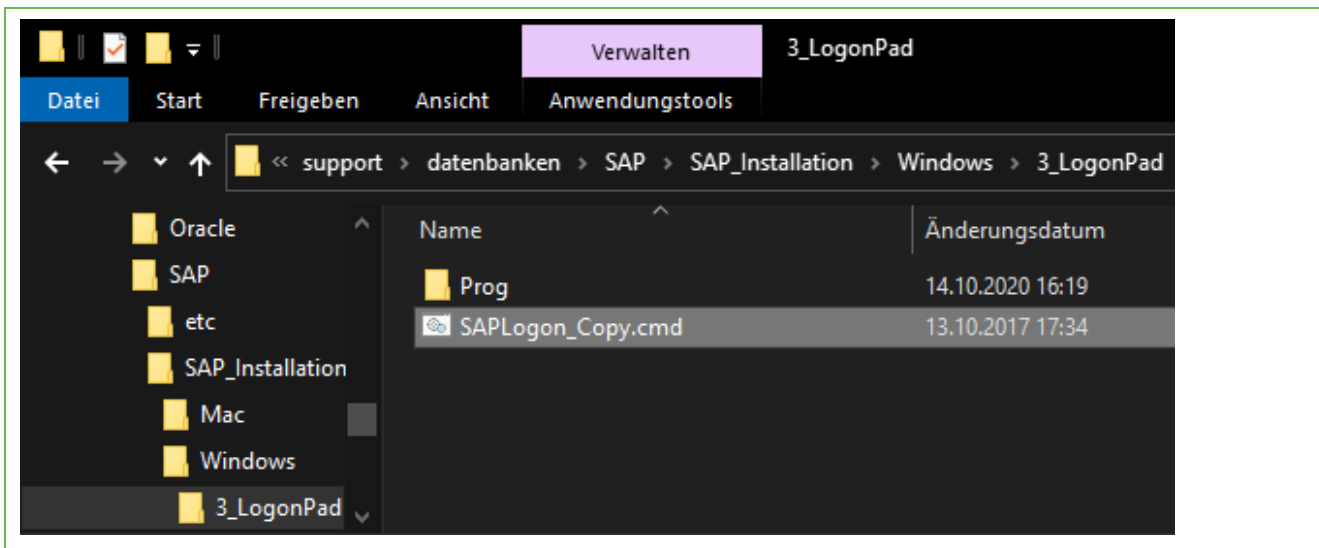 Verwalten 3_LogonPad
Datei Start Freigeben Ansicht Anwendungstools
« support > datenbanken > SAP > SAP_Installation > Windows > 3_LogonPad
Oracle
SAP
etc
SAP_Installation
Mac
Windows
3_LogonPad
Name Änderungsdatum
Prog 14.10.2020 16:19
SAPLogon_Copy.cmd 13.10.2017 17:34